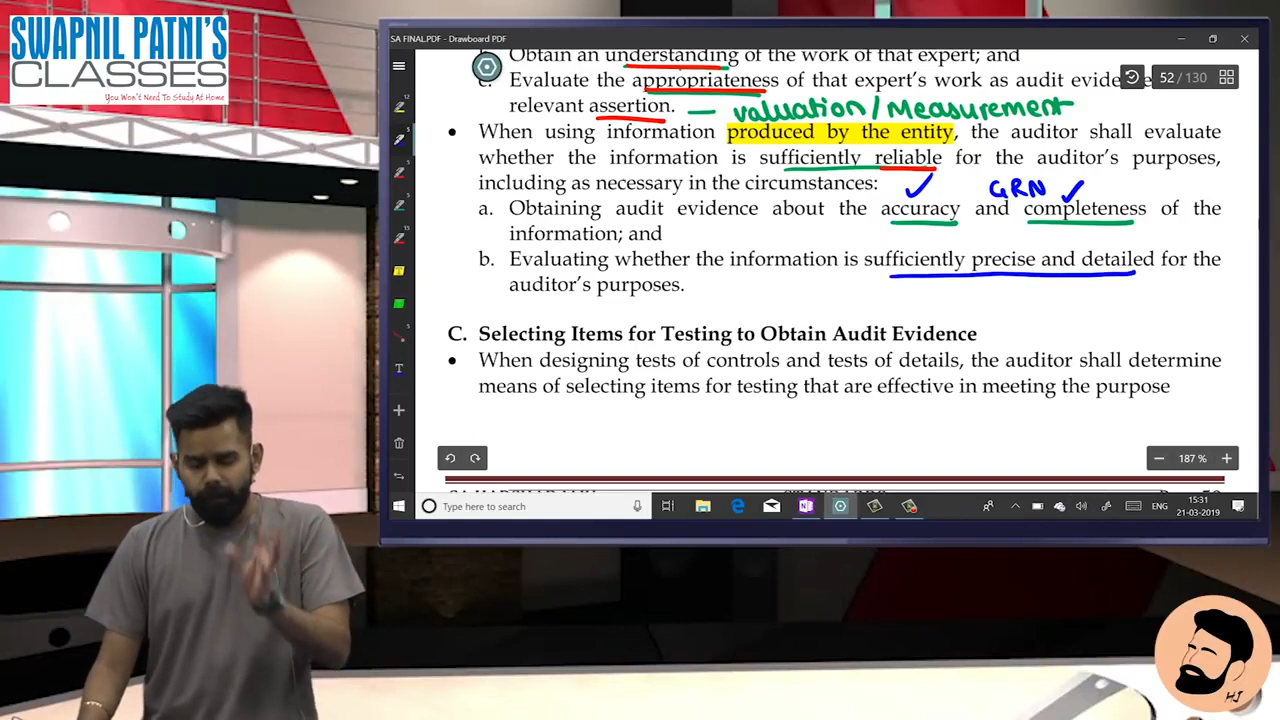 SWAPNIL PATNI'S
CLASSES
You Won't Need To Study At Home
SA FINAL.PDF - Drawboard PDF
Obtain an understanding of the work of that expert; and
c. Evaluate the appropriateness of that expert's work as audit evide
52 / 130
relevant assertion. — valuation/Measurement
• When using information produced by the entity, the auditor shall evaluate
whether the information is sufficiently reliable for the auditor's purposes,
including as necessary in the circumstances:
GRN
a. Obtaining audit evidence about the accuracy and completeness of the
information; and
b. Evaluating whether the information is sufficiently precise and detailed for the
auditor's purposes.
C. Selecting Items for Testing to Obtain Audit Evidence
• When designing tests of controls and tests of details, the auditor shall determine
means of selecting items for testing that are effective in meeting the purpose
187 %
Type here to search
ENG
15:31
21-03-2019
HJ